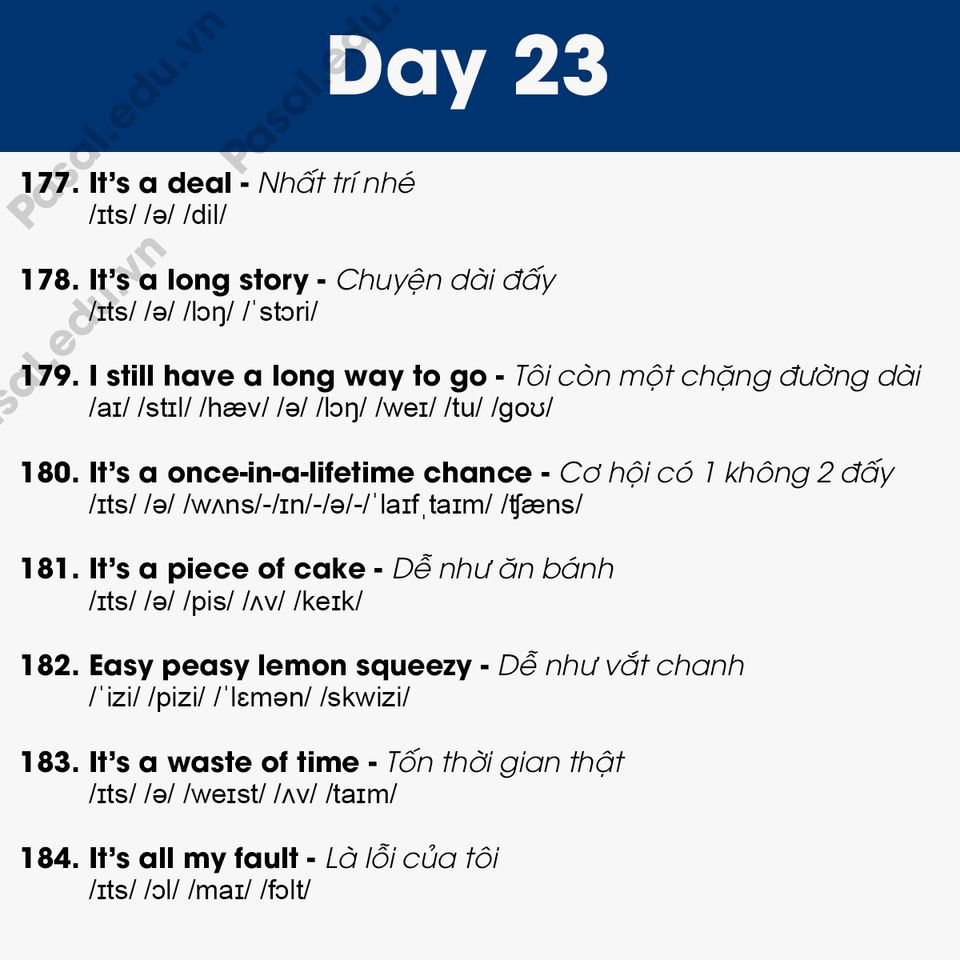 Day 23
177. It's a deal - Nhất trí nhé
/ɪts/ /ə/ /dil/
178. It's a long story - Chuyện dài đấy
/ɪts/ /ə/ /lɔŋ/ /ˈstɔri/
179. I still have a long way to go - Tôi còn một chặng đường dài
/aɪ/ /stɪl/ /hæv/ /ə/ /lɔŋ/ /weɪ/ /tu/ /goʊ/
180. It's a once-in-a-lifetime chance - Cơ hội có 1 không 2 đấy
/ɪts/ /ə/ /wʌns/-/ɪn/-/ə/-/ˈlaɪfˌtaɪm/ /ʧæns/
181. It's a piece of cake - Dễ như ăn bánh
/ɪts/ /ə/ /pis/ /ʌv/ /keɪk/
182. Easy peasy lemon squeezy - Dễ như vắt chanh
/ˈizi/ /pizi/ /ˈlɛmən/ /skwizi/
183. It's a waste of time - Tốn thời gian thật
/ɪts/ /ə/ /weɪst/ /ʌv/ /taɪm/
184. It's all my fault - Là lỗi của tôi
/ɪts/ /ɔl/ /maɪ/ /fɔlt/
Pasal.edu.vn
Pasal.edu.
sal.edu.vn